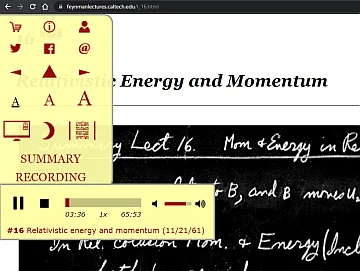 feynmanlectures.caltech.edu/I_16.html
Relativistic Energy and Momentum
A A A
SUMMARY
RECORDING
03:36 1x 65:53
#16 Relativistic energy and momentum (11/21/61)
Summary Lect 16. Mom & Energy in Re
to B, and B moves
In Rel. Collision Mom. & Energy (Incl